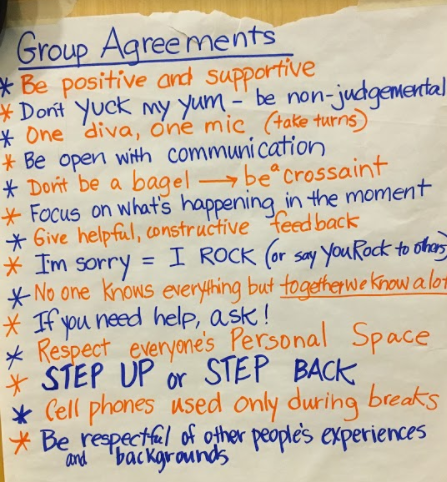 Group Agreements
* Be positive and supportive
* Don't Yuck my yum - be non-judgemental
* One diva, one mic (take turns)
* Be open with communication
* Don't be a bagel → be a crossaint
* Focus on what's happening in the moment
* Give helpful, constructive feedback
* I'm sorry = I ROCK (or say You Rock to others)
* No one knows everything but together we know a lot
* If you need help, ask!
* Respect everyone's Personal Space
* STEP UP or STEP BACK
* Cell phones used only during breaks
* Be respectful of other people's experiences
and backgrounds